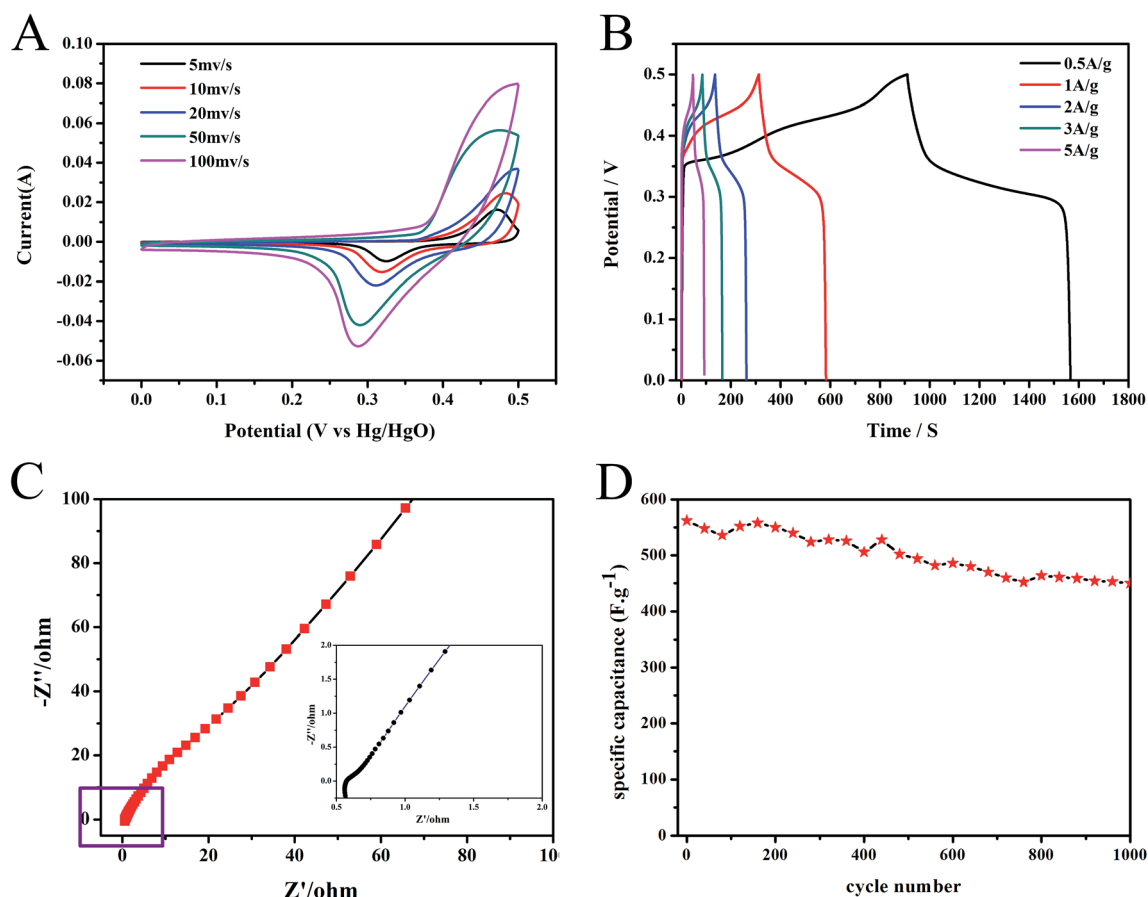 A
0.10
0.08
0.06
0.04
0.02
0.00
-0.02
-0.04
-0.06
0.0
0.1
0.2
0.3
0.4
0.5
Current(A)
Potential (V vs Hg/HgO)
5mv/s
10mv/s
20mv/s
50mv/s
100mv/s
B
0.5
0.4
0.3
0.2
0.1
0.0
0
200
400
600
800
1000
1200
1400
1600
1800
Potential / V
Time / S
0.5A/g
1A/g
2A/g
3A/g
5A/g
C
100
80
60
40
20
0
0
20
40
60
80
10
-Z''/ohm
Z'/ohm
2.0
1.5
1.0
0.5
0.0
0.5
1.0
1.5
2.0
-Z''/ohm
Z'/ohm
D
600
500
400
300
200
100
0
0
200
400
600
800
1000
specific capacitance (F.g-1)
cycle number